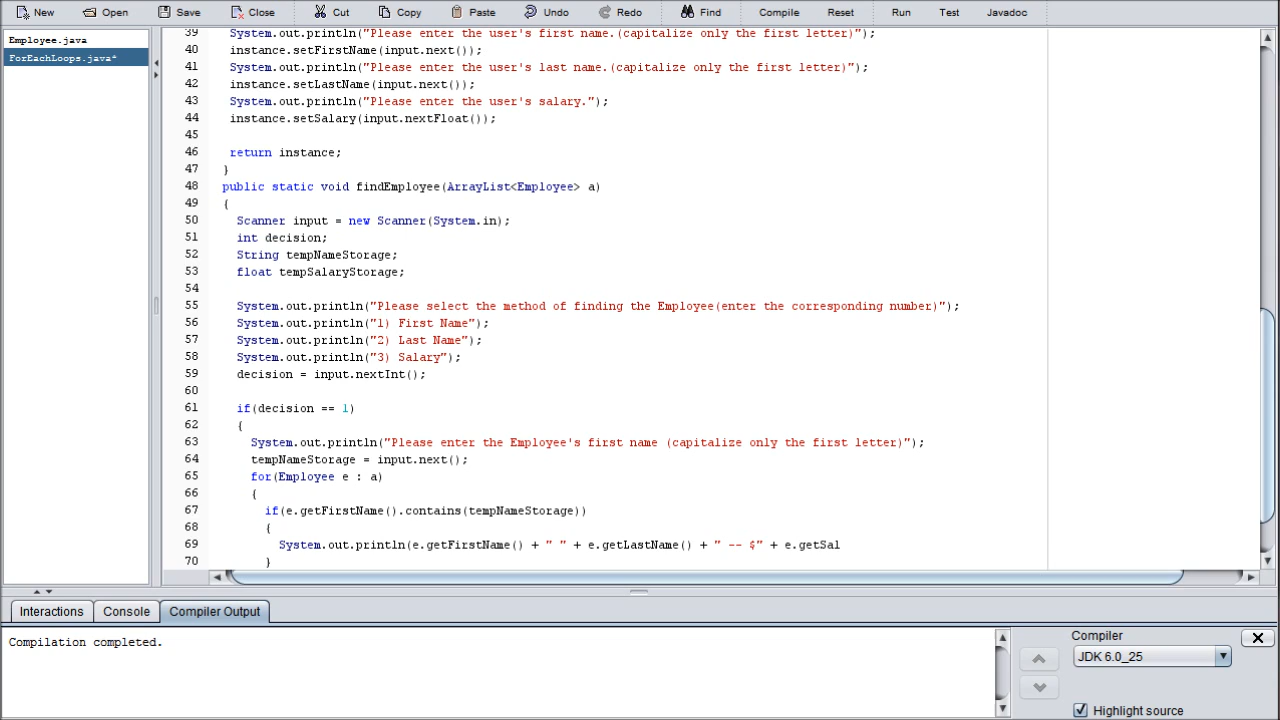 New Open Save Close Cut Copy Paste Undo Redo Find Compile Reset Run Test Javadoc
Employee.java
ForEachLoops.java*
39 System.out.println("Please enter the user's first name.(capitalize only the first letter)");
40 instance.setFirstName(input.next());
41 System.out.println("Please enter the user's last name.(capitalize only the first letter)");
42 instance.setLastName(input.next());
43 System.out.println("Please enter the user's salary.");
44 instance.setSalary(input.nextFloat());
45
46 return instance;
47 }
48 public static void findEmployee(ArrayList<Employee> a)
49 {
50 Scanner input = new Scanner(System.in);
51 int decision;
52 String tempNameStorage;
53 float tempSalaryStorage;
54
55 System.out.println("Please select the method of finding the Employee(enter the corresponding number)");
56 System.out.println("1) First Name");
57 System.out.println("2) Last Name");
58 System.out.println("3) Salary");
59 decision = input.nextInt();
60
61 if(decision == 1)
62 {
63 System.out.println("Please enter the Employee's first name (capitalize only the first letter)");
64 tempNameStorage = input.next();
65 for(Employee e : a)
66 {
67 if(e.getFirstName().contains(tempNameStorage))
68 {
69 System.out.println(e.getFirstName() + " " + e.getLastName() + " -- $" + e.getSal
70 }
Interactions Console Compiler Output
Compilation completed.
Compiler
JDK 6.0_25
Highlight source